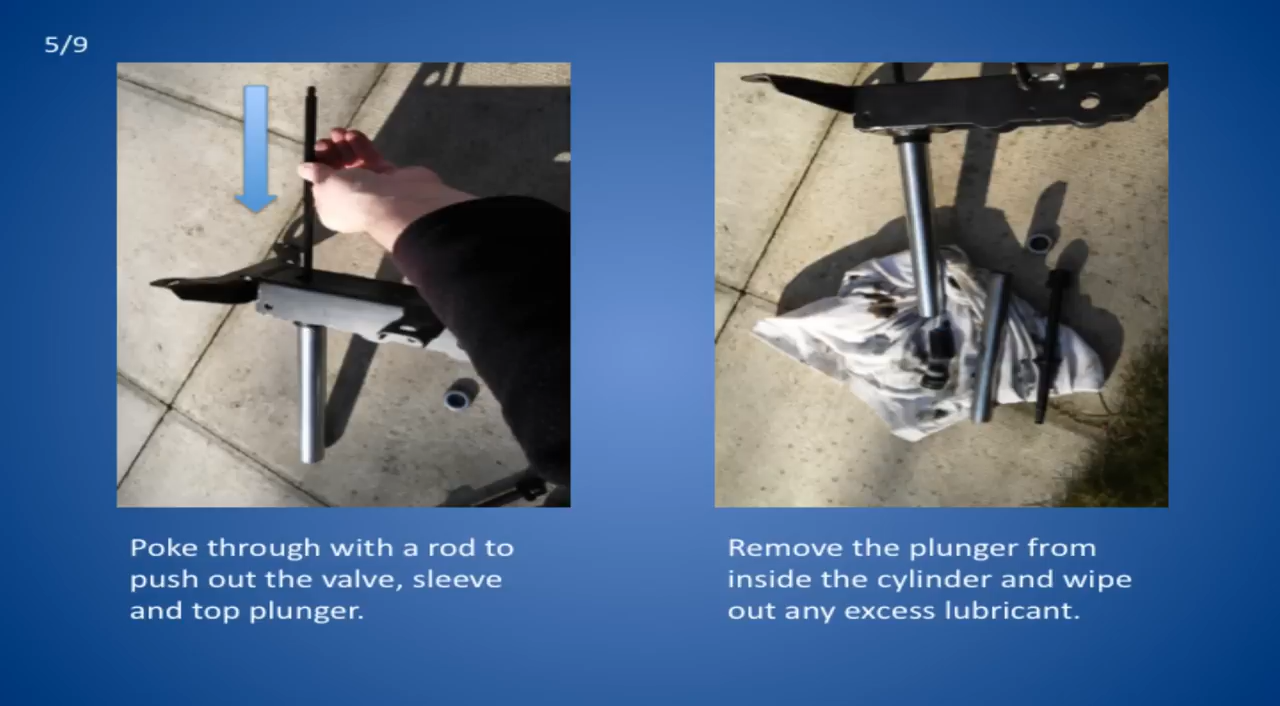 5/9
Poke through with a rod to
push out the valve, sleeve
and top plunger.
Remove the plunger from
inside the cylinder and wipe
out any excess lubricant.